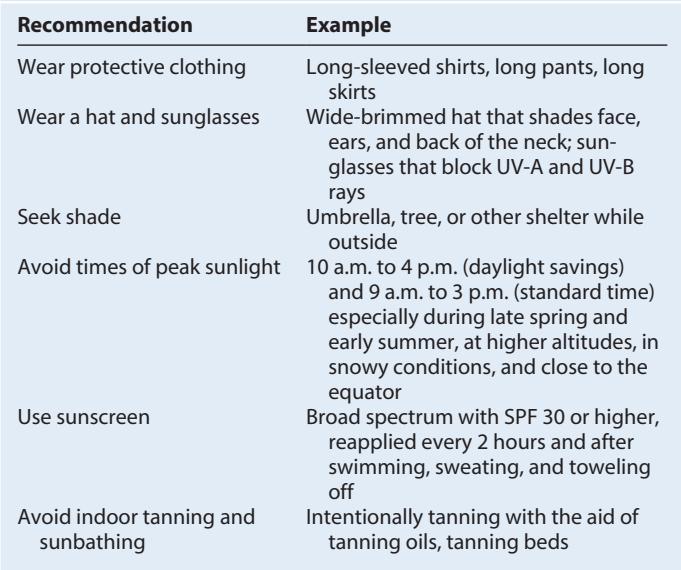 Recommendation Example
Wear protective clothing Long-sleeved shirts, long pants, long
skirts
Wear a hat and sunglasses Wide-brimmed hat that shades face,
ears, and back of the neck; sun-
glasses that block UV-A and UV-B
rays
Seek shade Umbrella, tree, or other shelter while
outside
Avoid times of peak sunlight 10 a.m. to 4 p.m. (daylight savings)
and 9 a.m. to 3 p.m. (standard time)
especially during late spring and
early summer, at higher altitudes, in
snowy conditions, and close to the
equator
Use sunscreen Broad spectrum with SPF 30 or higher,
reapplied every 2 hours and after
swimming, sweating, and toweling
off
Avoid indoor tanning and Intentionally tanning with the aid of
sunbathing tanning oils, tanning beds